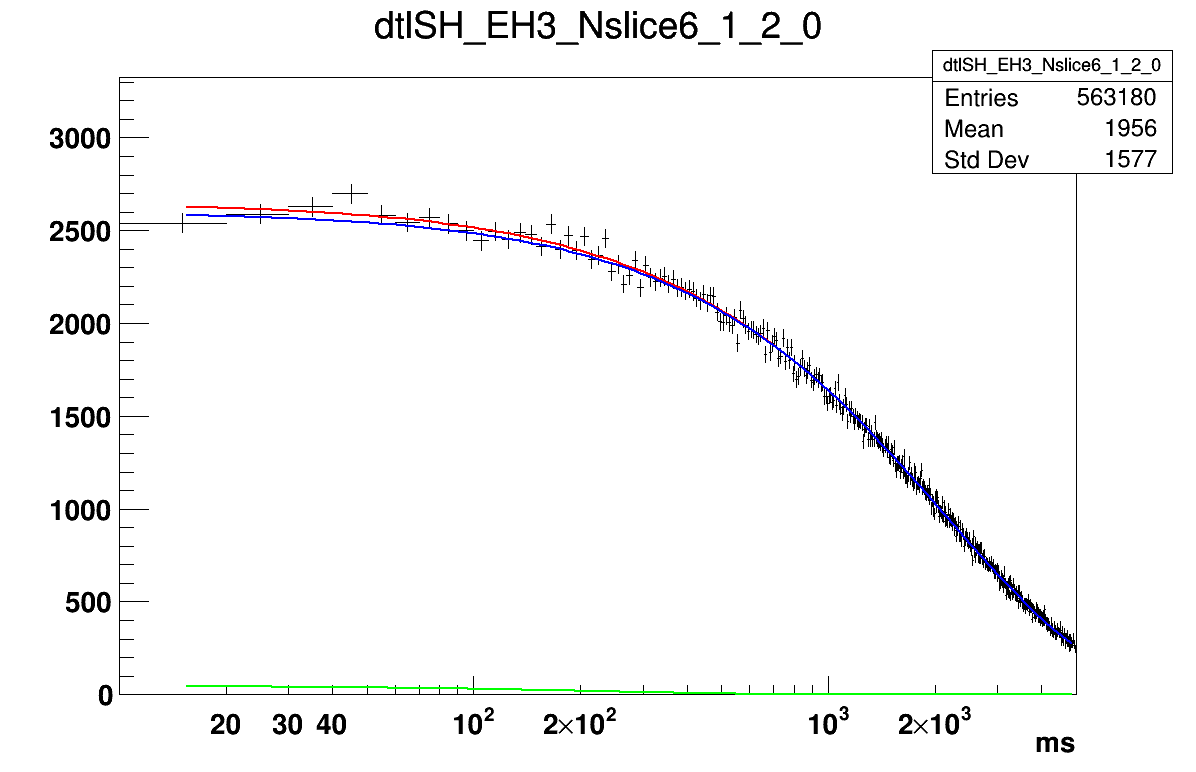 dtlSH_EH3_Nslice6_1_2_0
dtlSH_EH3_Nslice6_1_2_0
Entries 563180
Mean 1956
Std Dev 1577
3000
2500
2000
1500
1000
500
0
20 30 40 10² 2×10² 10³ 2×10³
ms